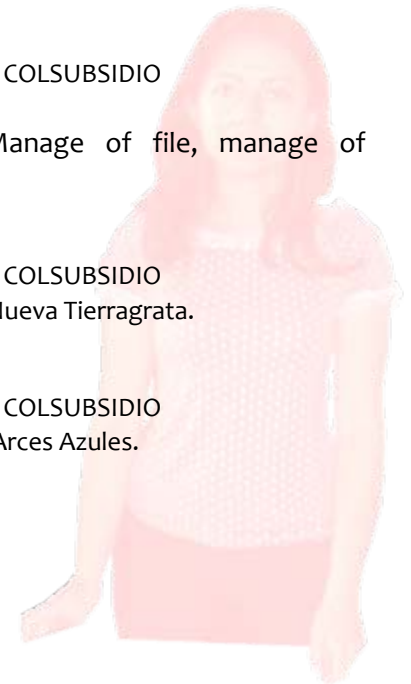 COLSUBSIDIO
Manage of file, manage of
COLSUBSIDIO
Nueva Tierragrata.
COLSUBSIDIO
Arces Azules.